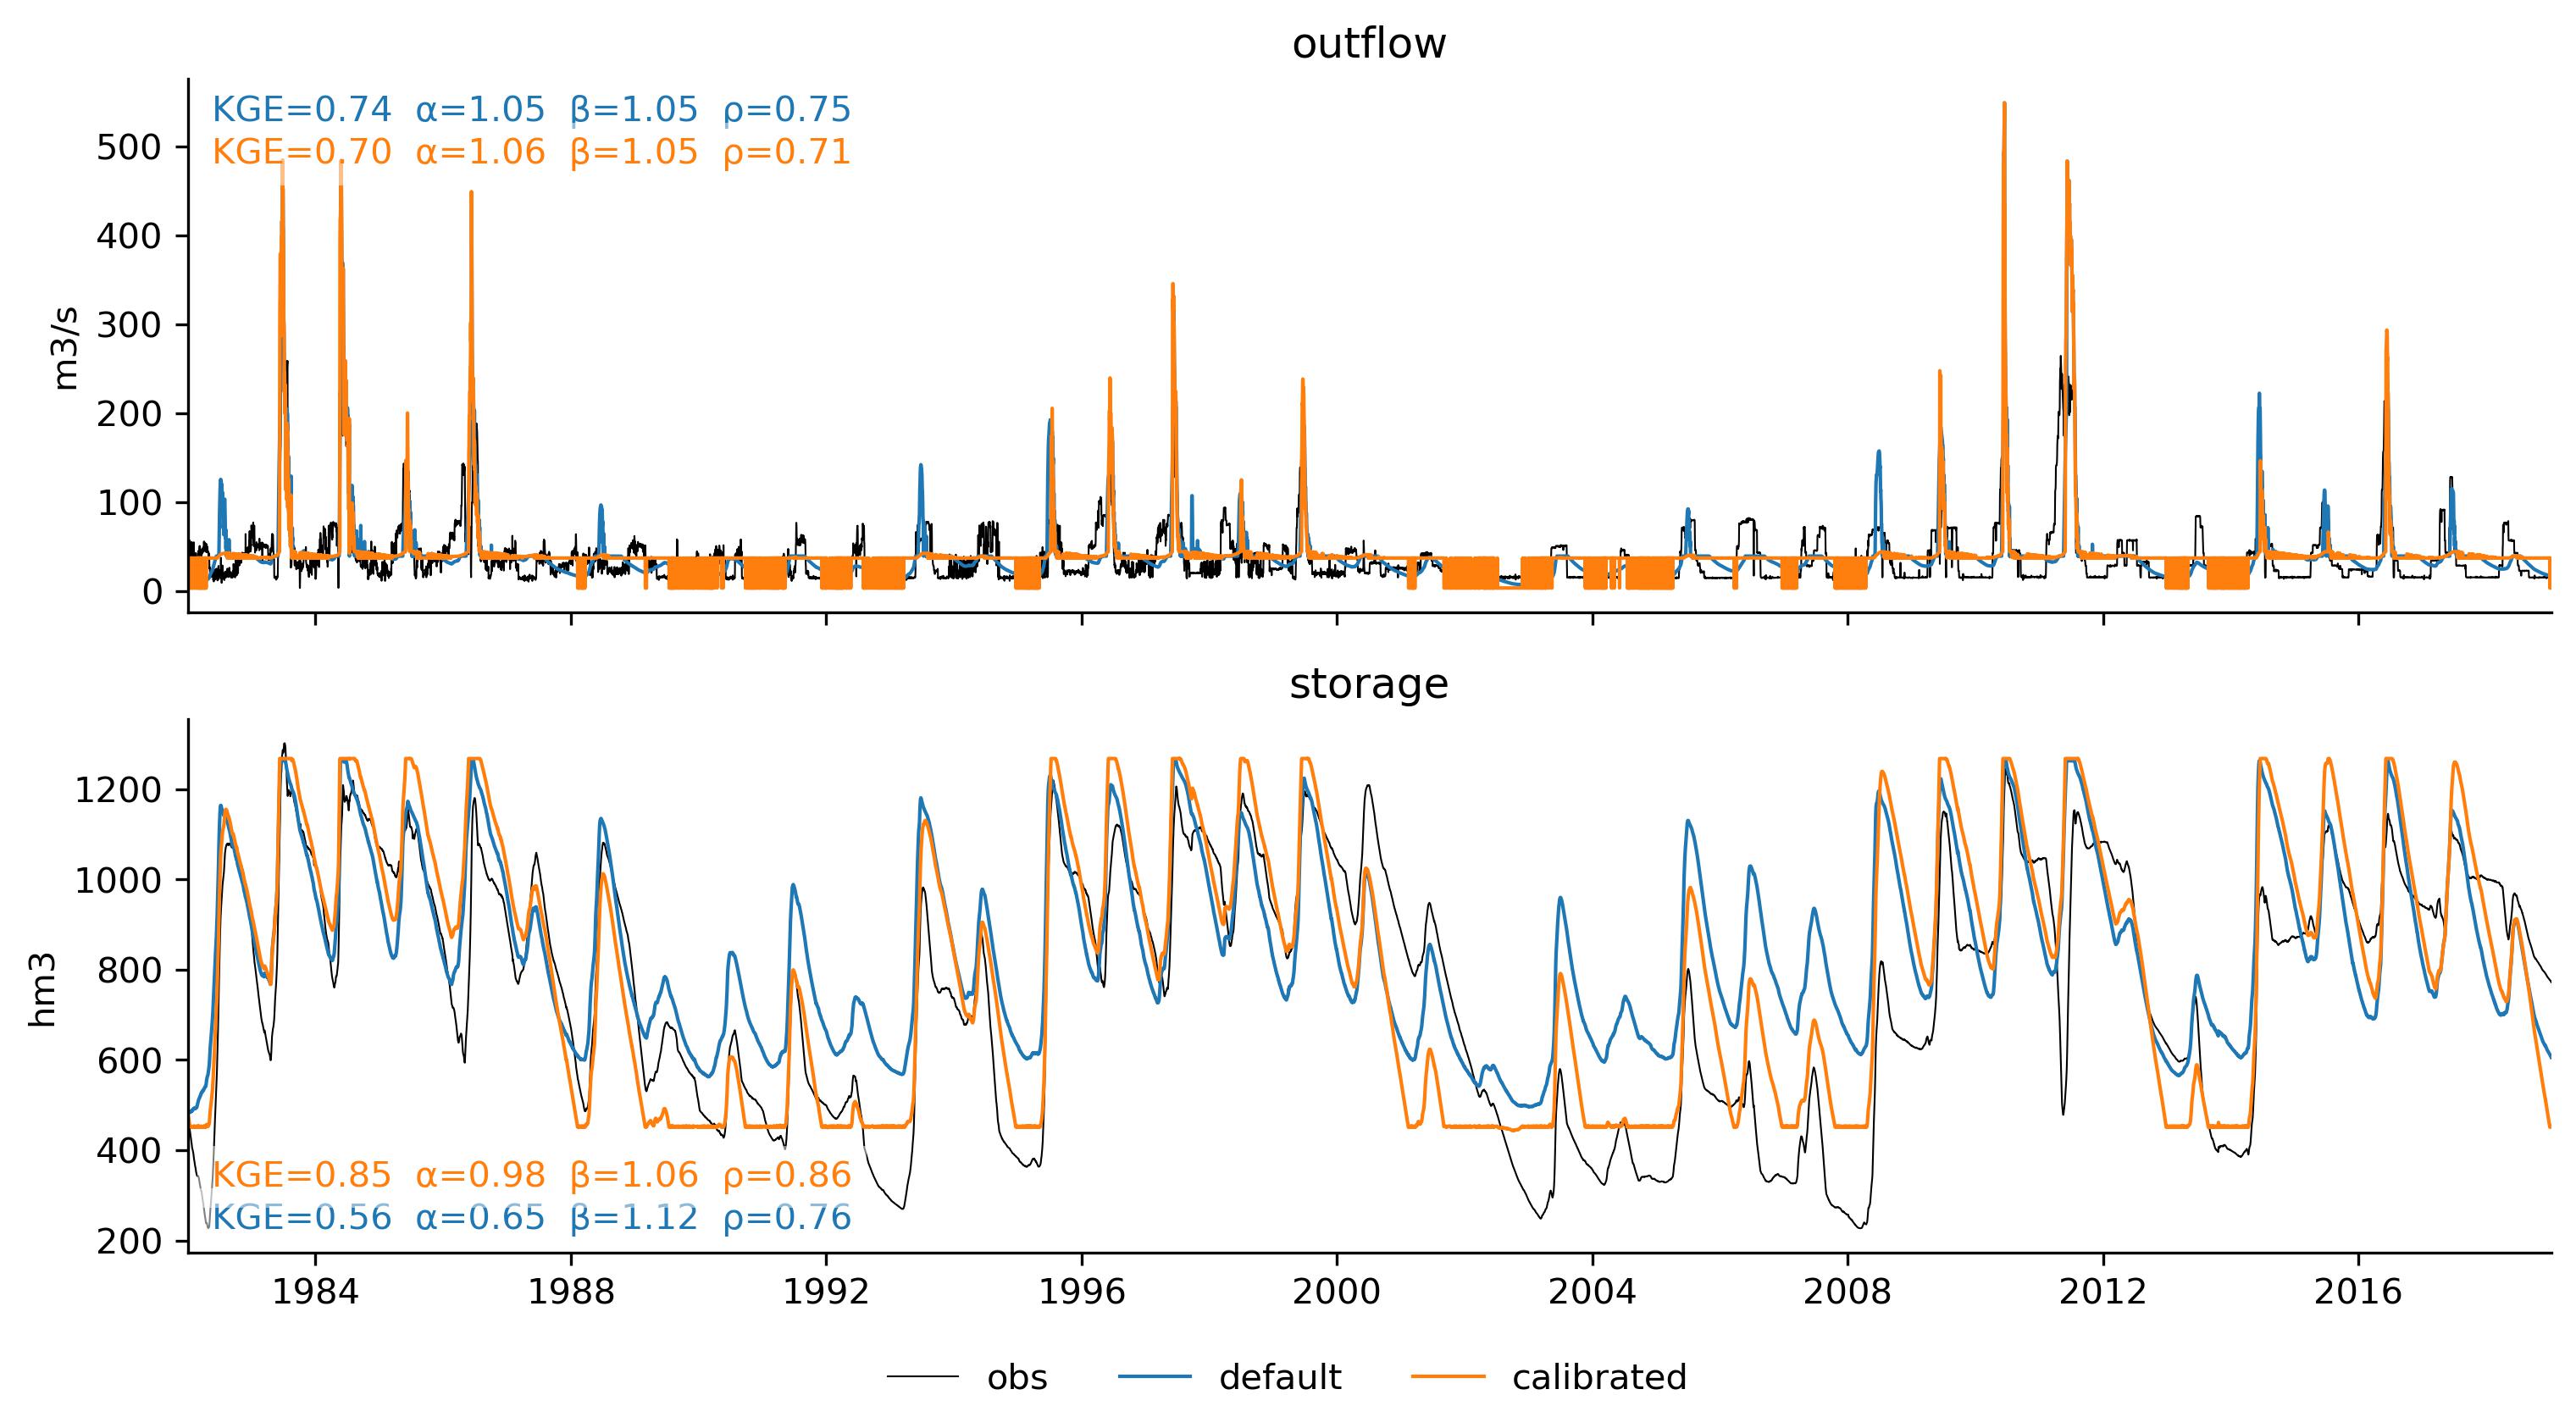 outflow
KGE=0.74 α=1.05 β=1.05 ρ=0.75
KGE=0.70 α=1.06 β=1.05 ρ=0.71
500
400
300
200
100
0
m3/s
storage
1200
1000
800
600
400
200
hm3
KGE=0.85 α=0.98 β=1.06 ρ=0.86
KGE=0.56 α=0.65 β=1.12 ρ=0.76
1984 1988 1992 1996 2000 2004 2008 2012 2016
obs default calibrated